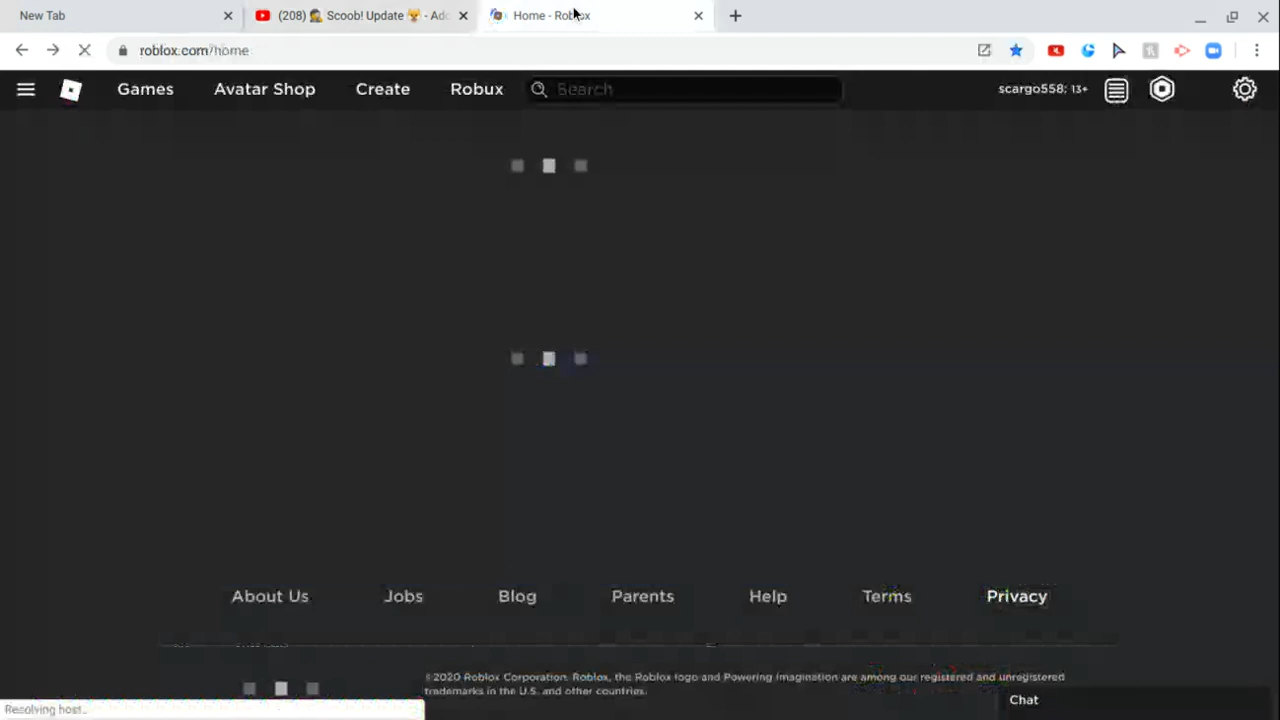 New Tab
(208) 🕵 Scoob! Update 🐯 - Ado
Home - Roblox
roblox.com/home
Games
Avatar Shop
Create
Robux
Search
scargo558: 13+
About Us
Jobs
Blog
Parents
Help
Terms
Privacy
©2020 Roblox Corporation. Roblox, the Roblox logo and Powering Imagination are among our registered and unregistered
trademarks in the U.S. and other countries.
Chat
Resolving host...